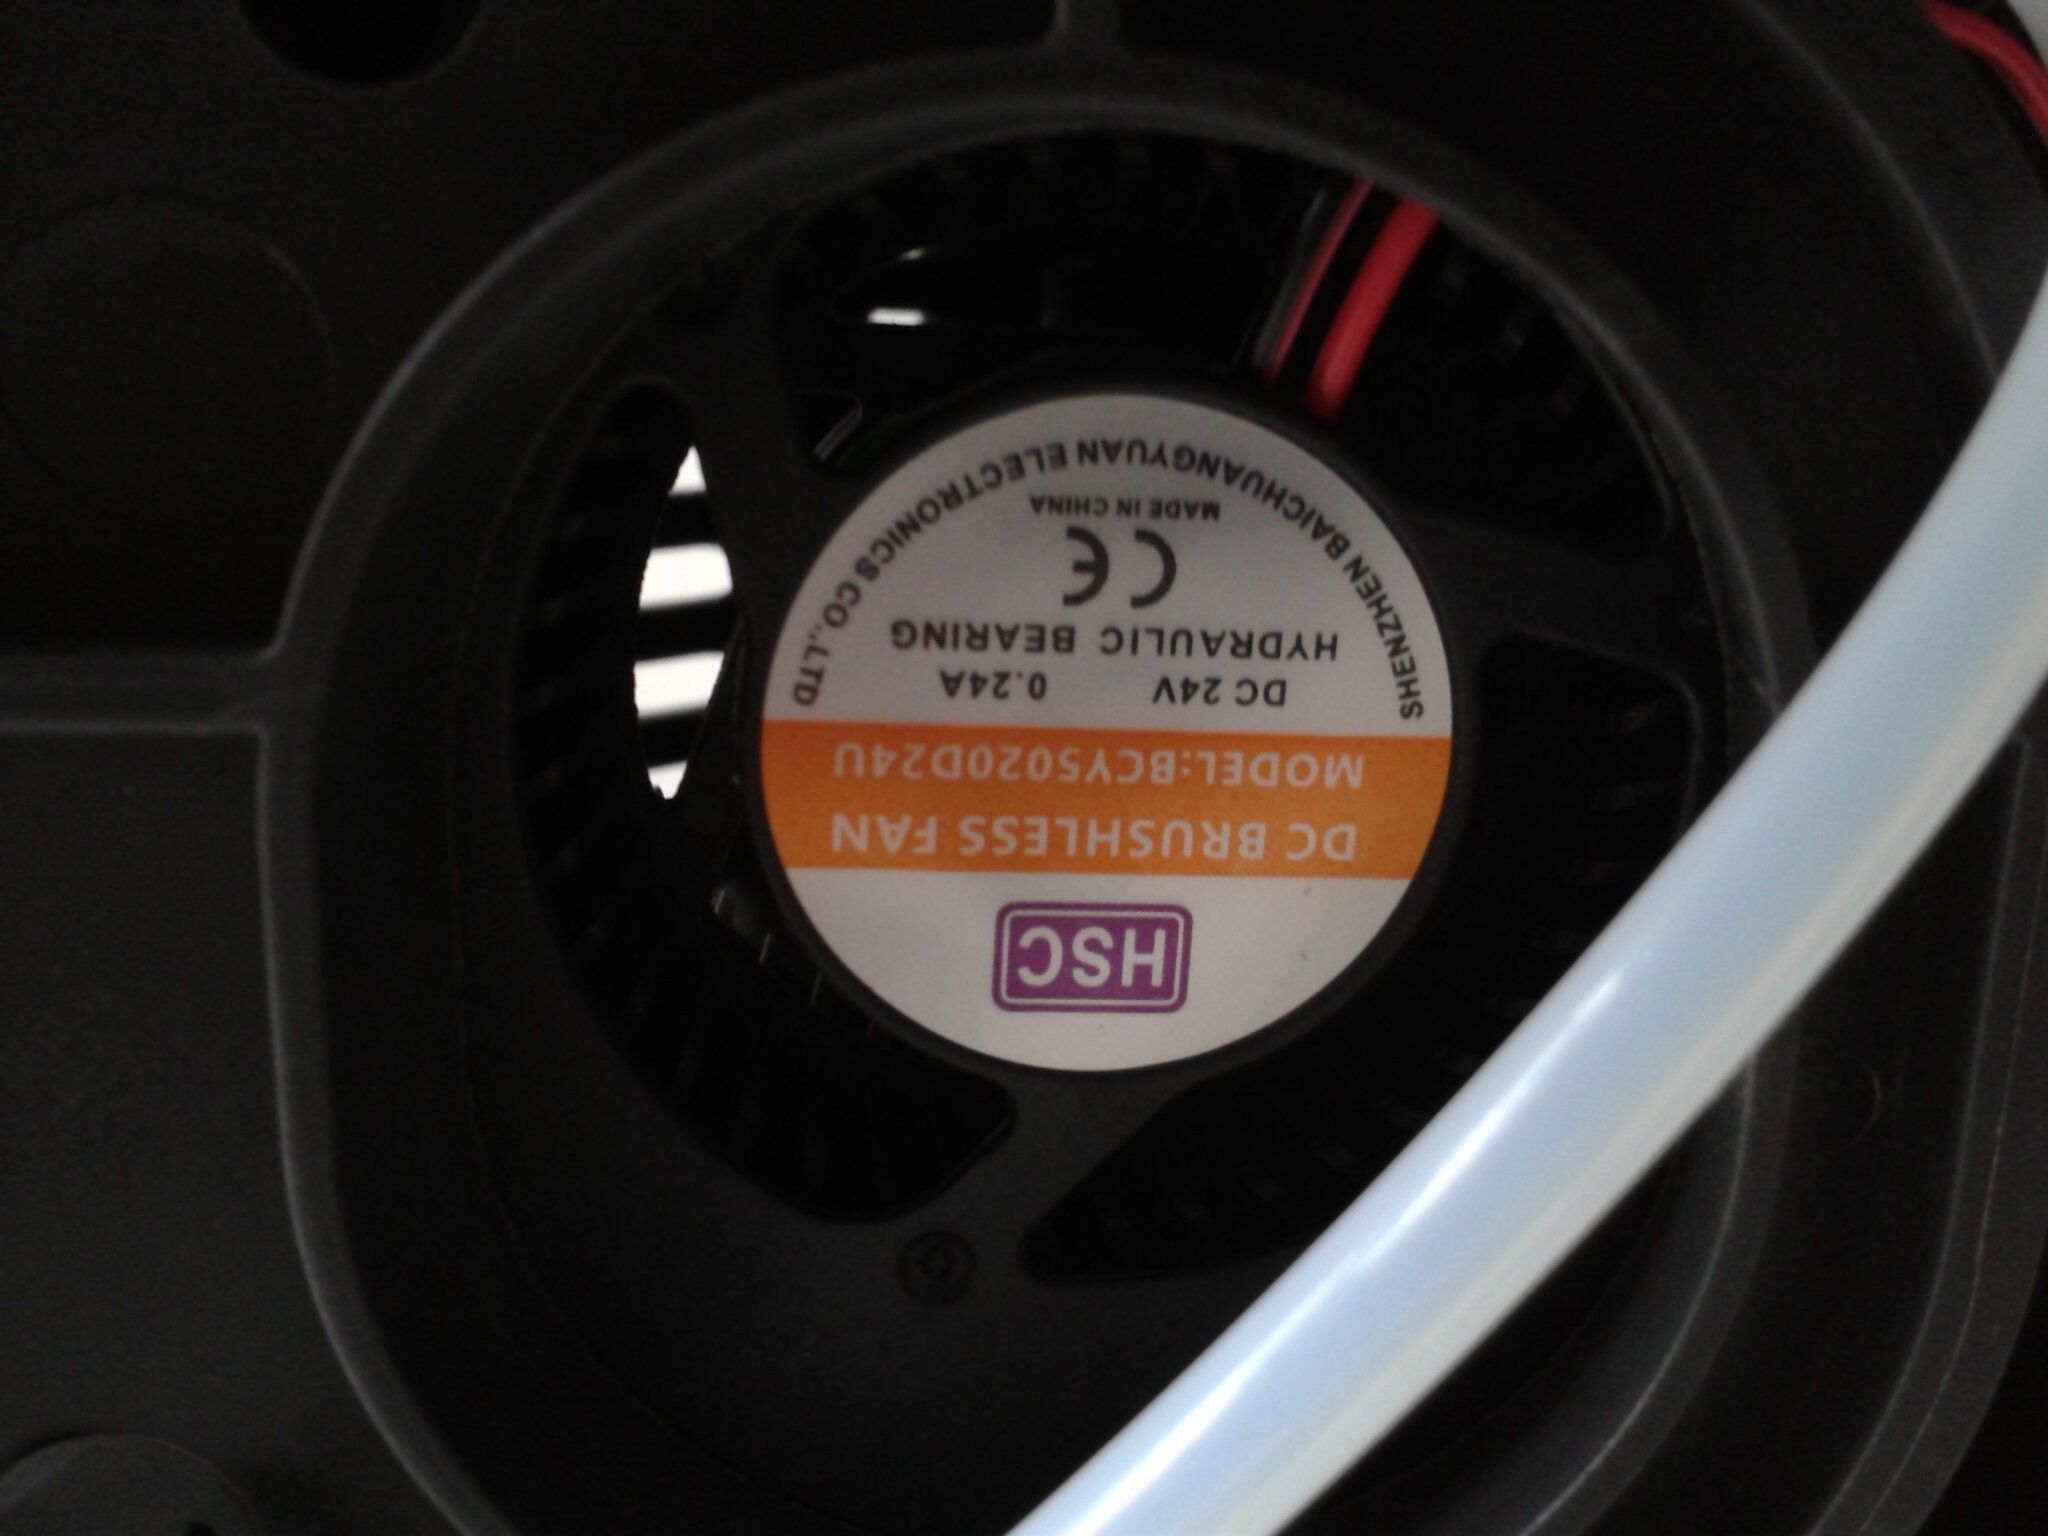 HSC
DC BRUSHLESS FAN
MODEL:BCY5020D24U
DC 24V 0.24A
HYDRAULIC BEARING
CE
MADE IN CHINA
SHENZHEN BAICHUANGYUAN ELECTRONICS CO.,LTD